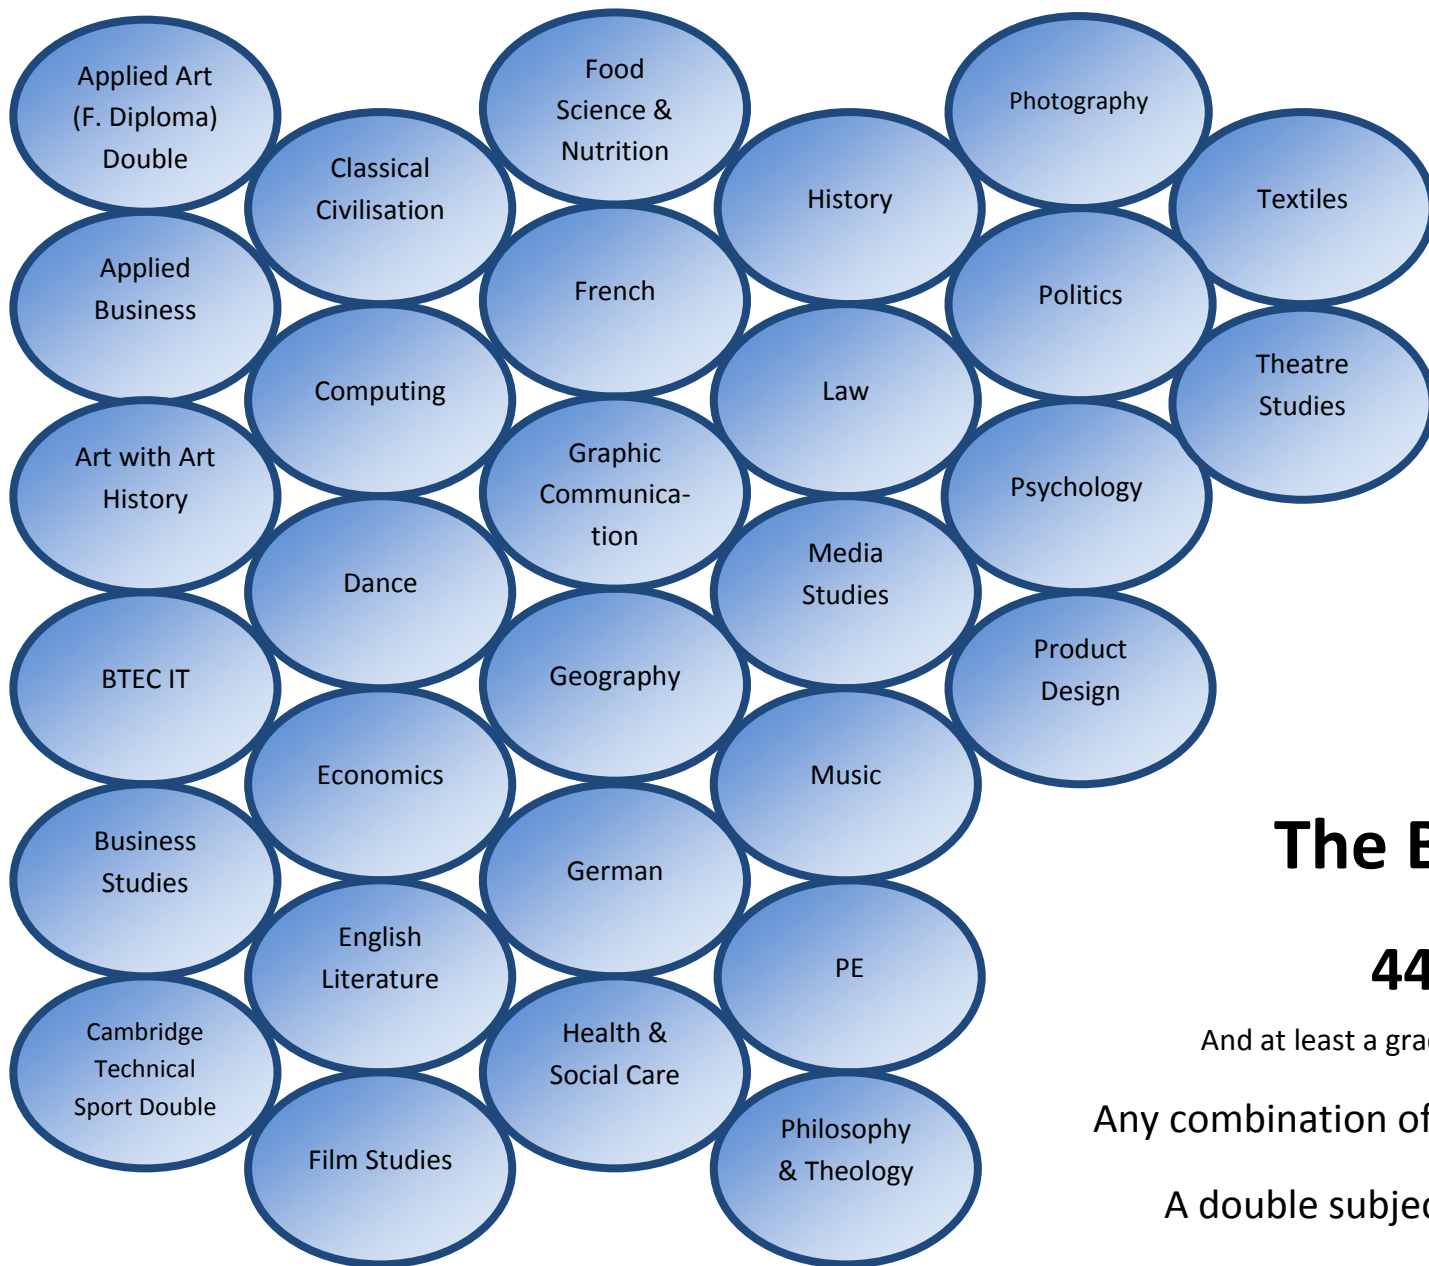 Applied Art
(F. Diploma)
Double
Applied
Business
Art with Art
History
BTEC IT
Business
Studies
Cambridge
Technical
Sport Double
Classical
Civilisation
Computing
Dance
Economics
English
Literature
Film Studies
Food
Science &
Nutrition
French
Graphic
Communica-
tion
Geography
German
Health &
Social Care
History
Law
Media
Studies
Music
PE
Philosophy
& Theology
Photography
Politics
Psychology
Product
Design
Textiles
Theatre
Studies
The
44
And at least a
Any combination of
A double